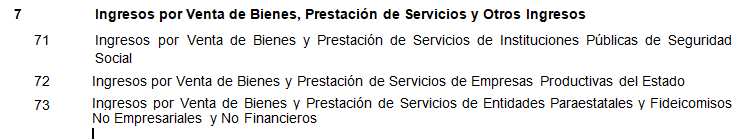 7 Ingresos por Venta de Bienes, Prestación de Servicios y Otros Ingresos
71 Ingresos por Venta de Bienes y Prestación de Servicios de Instituciones Públicas de Seguridad
Social
72 Ingresos por Venta de Bienes y Prestación de Servicios de Empresas Productivas del Estado
73 Ingresos por Venta de Bienes y Prestación de Servicios de Entidades Paraestatales y Fideicomisos
No Empresariales y No Financieros